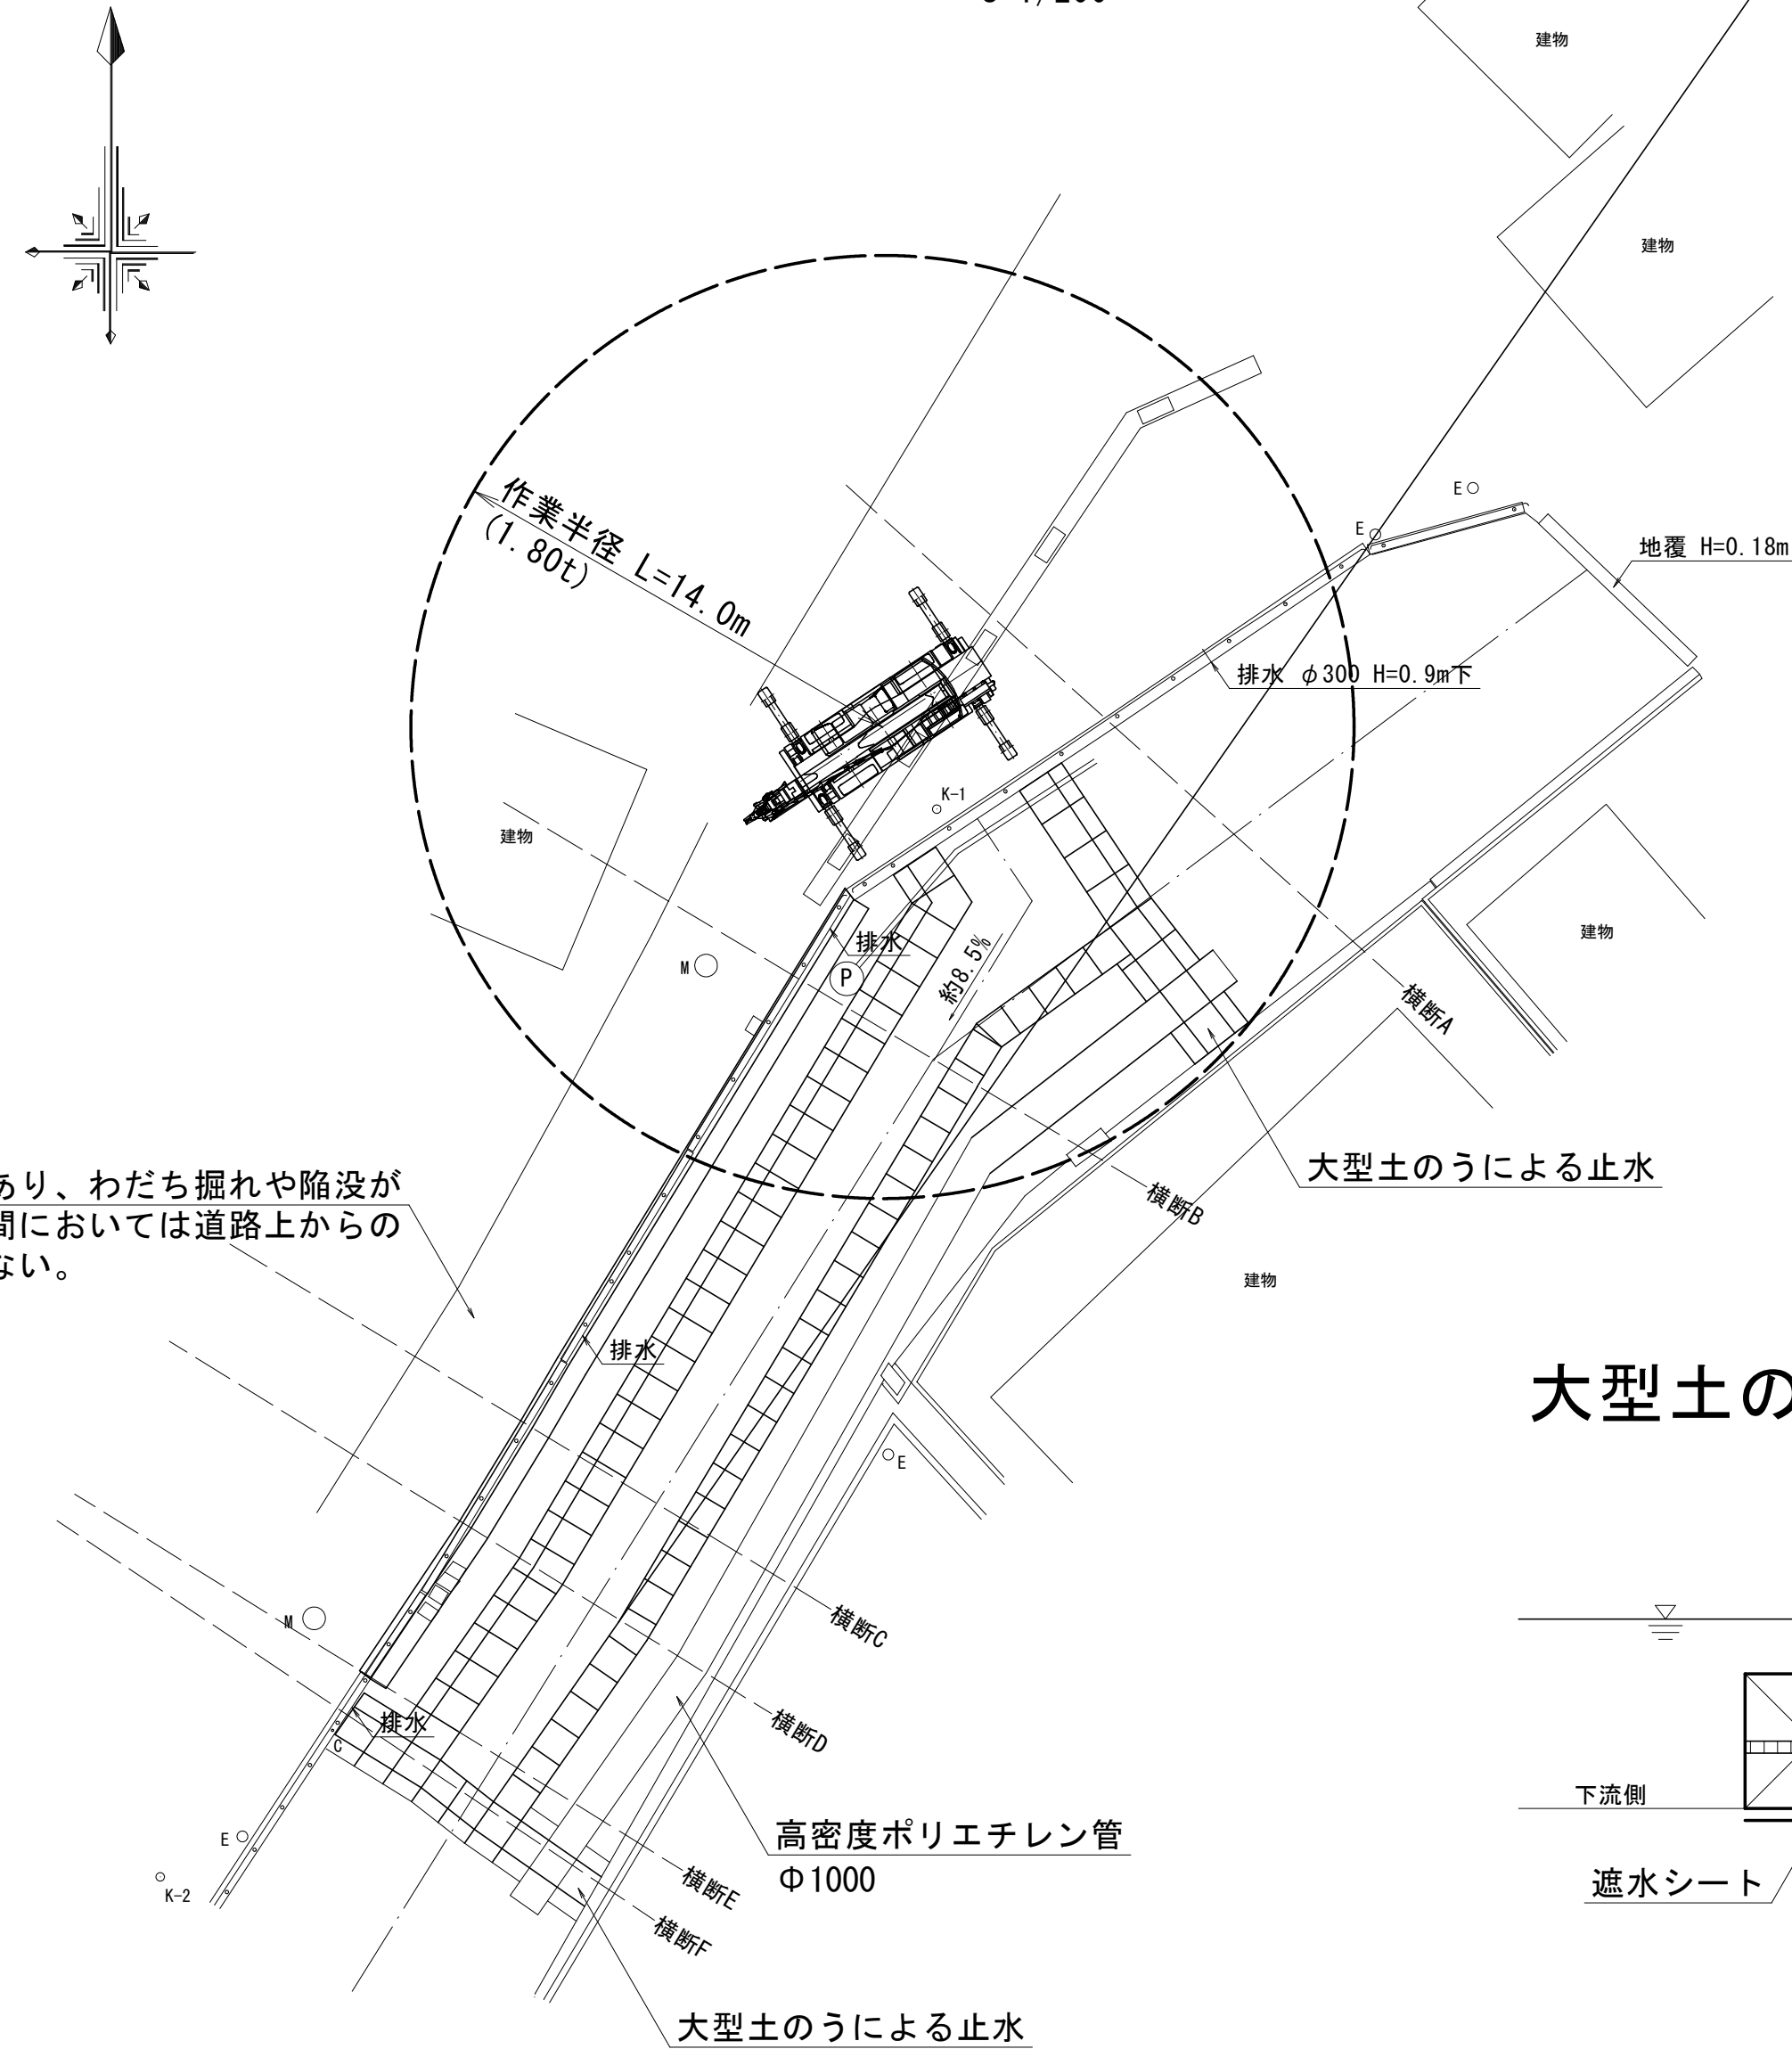 建物
建物
E
E
地覆 H=0.18m
作業半径 L=14.0m
(1.80t)
排水 φ300 H=0.9m下
K-1
建物
建物
排水
M
P
約8.5%
横断A
大型土のうによる止水
あり、わだち掘れや陥没が
間においては道路上からの
ない。
横断B
建物
排水
大型土の
E
横断C
M
横断D
排水
C
下流側
高密度ポリエチレン管
Φ1000
E
K-2
横断E
遮水シート
横断F
大型土のうによる止水